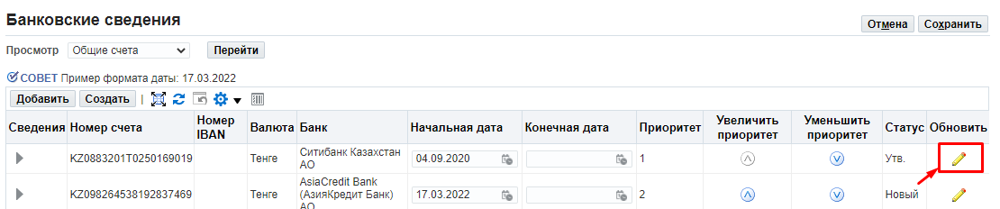 Банковские сведения
Отмена Сохранить
Просмотр Общие счета Перейти
СОВЕТ Пример формата даты: 17.03.2022
Добавить Создать
Сведения Номер счета Номер IBAN Валюта Банк Начальная дата Конечная дата Приоритет Увеличить приоритет Уменьшить приоритет Статус Обновить
KZ0883201T0250169019 Тенге Ситибанк Казахстан АО 04.09.2020 1 Утв.
KZ098264538192837469 Тенге AsiaCredit Bank (АзияКредит Банк) АО 17.03.2022 2 Новый